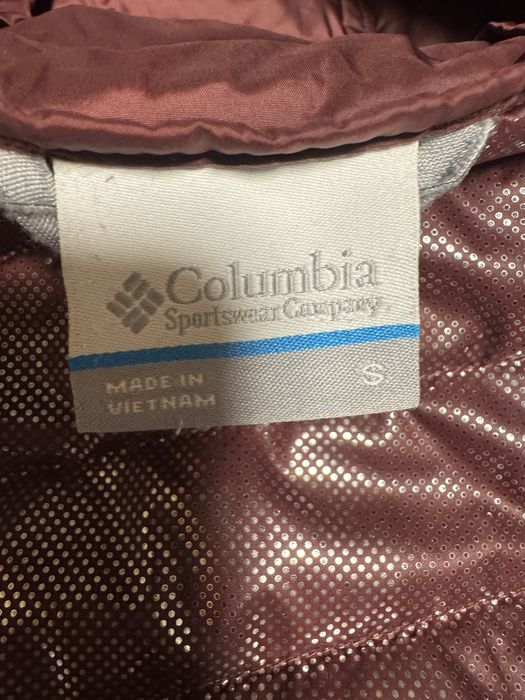 Columbia
Sportswear Company
MADE IN
VIETNAM
S